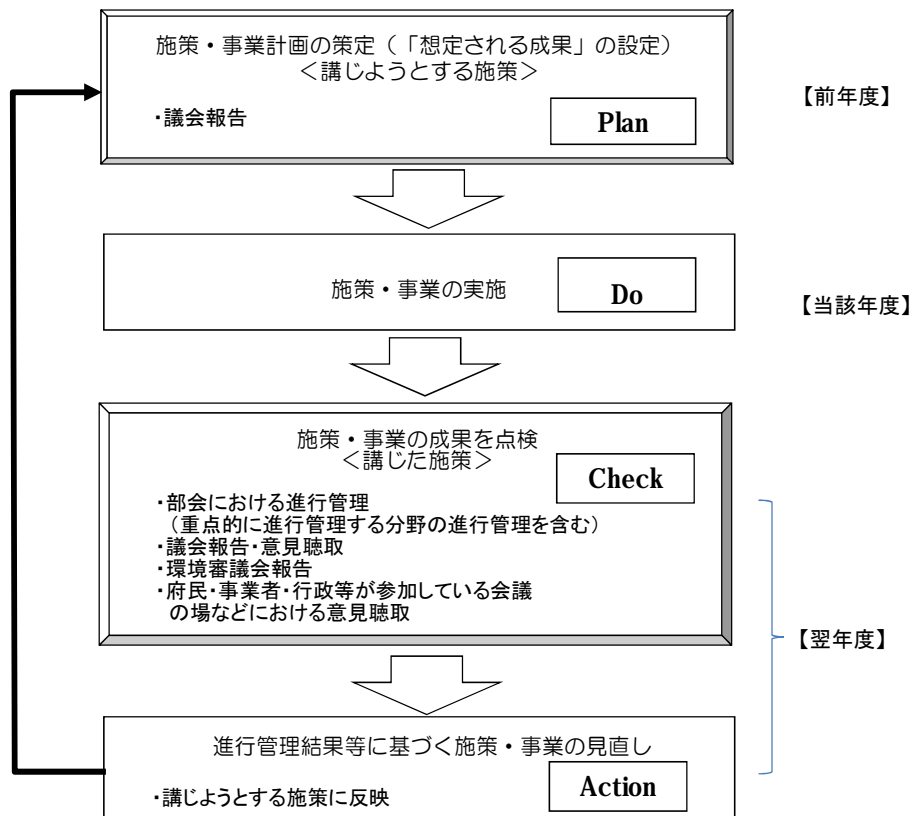 施策・事業計画の策定（「想定される成果」の設定）
＜講じようとする施策＞
・議会報告
Plan
【前年度】
施策・事業の実施
Do
【当該年度】
施策・事業の成果を点検
＜講じた施策＞
Check
・部会における進行管理
（重点的に進行管理する分野の進行管理を含む）
・議会報告・意見聴取
・環境審議会報告
・府民・事業者・行政等が参加している会議
の場などにおける意見聴取
【翌年度】
進行管理結果等に基づく施策・事業の見直し
Action
・講じようとする施策に反映